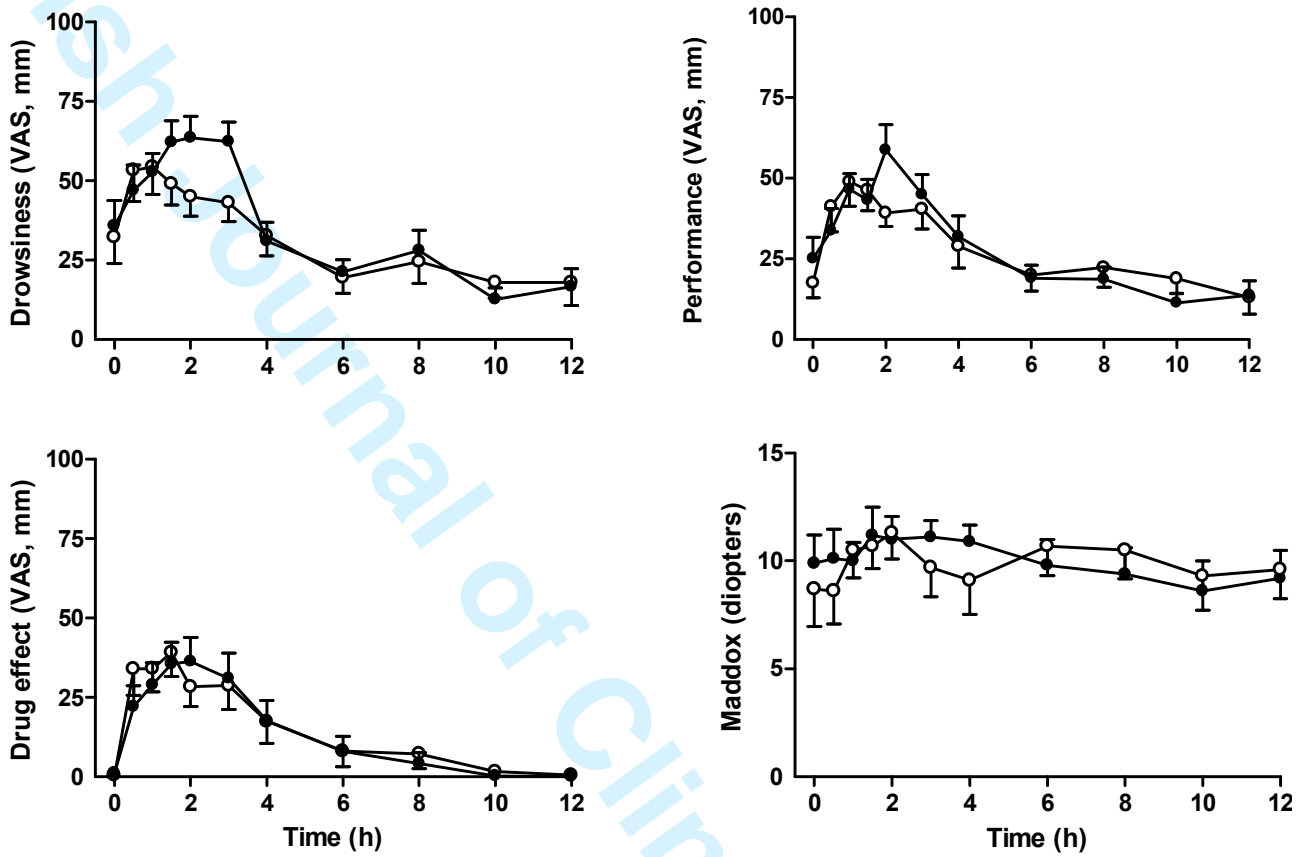 Drowsiness (VAS, mm)
100
75
50
25
0
0 2 4 6 8 10 12
Performance (VAS, mm)
100
75
50
25
0
0 2 4 6 8 10 12
Drug effect (VAS, mm)
100
75
50
25
0
0 2 4 6 8 10 12
Time (h)
Maddox (diopters)
15
10
5
0
0 2 4 6 8 10 12
Time (h)
sh Journal of Clin